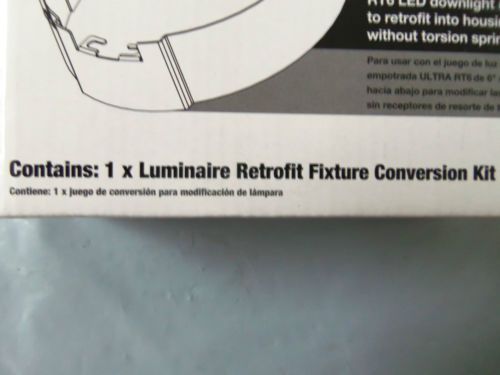 RT6 LED downlight
to retrofit into housi
without torsion sprin
Para usar con el juego de luz
empotrada ULTRA RT6 de 6"
hacia abajo para modificar las
sin receptores de resorte de
Contains: 1 x Luminaire Retrofit Fixture Conversion Kit
Contiene: 1 x juego de conversión para modificación de lámpara